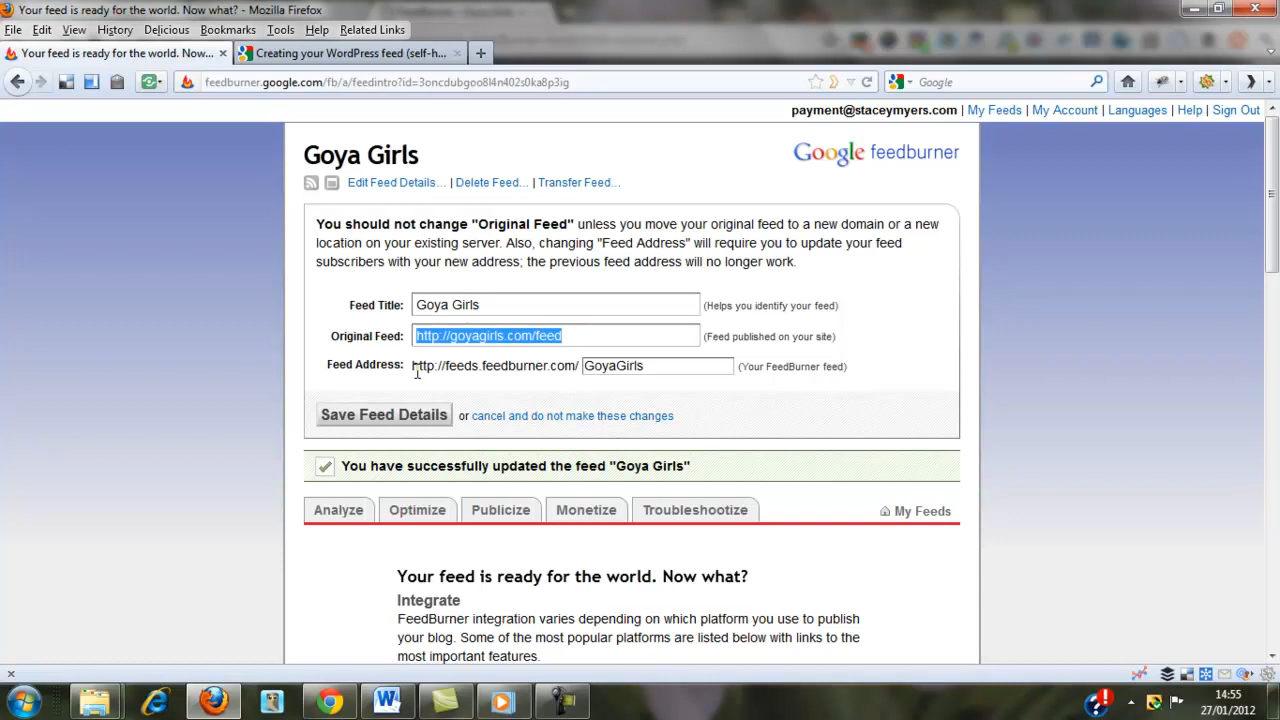 Your feed is ready for the world. Now what? - Mozilla Firefox
File Edit View History Delicious Bookmarks Tools Help Related Links
Your feed is ready for the world. Now... × Creating your WordPress feed (self-h... ×
feedburner.google.com/fb/a/feedintro?id=3oncdubgoo8l4n402s0ka8p3ig Google
payment@staceymyers.com | My Feeds | My Account | Languages | Help | Sign Out
Goya Girls
Google feedburner
Edit Feed Details... | Delete Feed... | Transfer Feed...
You should not change "Original Feed" unless you move your original feed to a new domain or a new
location on your existing server. Also, changing "Feed Address" will require you to update your feed
subscribers with your new address; the previous feed address will no longer work.
Feed Title: Goya Girls (Helps you identify your feed)
Original Feed: http://goyagirls.com/feed (Feed published on your site)
Feed Address: http://feeds.feedburner.com/ GoyaGirls (Your FeedBurner feed)
Save Feed Details or cancel and do not make these changes
You have successfully updated the feed "Goya Girls"
Analyze Optimize Publicize Monetize Troubleshootize My Feeds
Your feed is ready for the world. Now what?
Integrate
FeedBurner integration varies depending on which platform you use to publish
your blog. Some of the most popular platforms are listed below with links to the
most important features.
14:55
27/01/2012